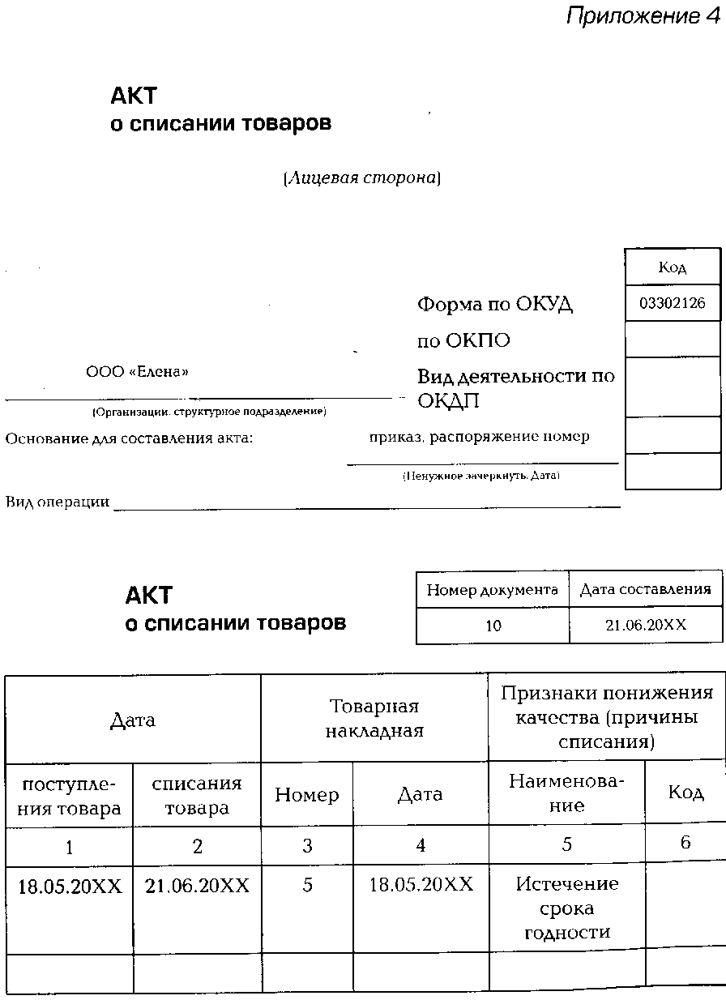 Приложение 4
АКТ
о списании товаров
(Лицевая сторона)
Код
Форма по ОКУД 03302126
по ОКПО
ООО «Елена»
Вид деятельности по
ОКДП
(Организации, структурное подразделение)
Основание для составления акта: приказ, распоряжение номер
(Ненужное зачеркнуть. Дата)
Вид операции
АКТ
о списании товаров
Номер документа Дата составления
10 21.06.20XX
Дата
Товарная
накладная
Признаки понижения
качества (причины
списания)
поступле-
ния товара
списания
товара
Номер
Дата
Наименова-
ние
Код
1 2 3 4 5 6
18.05.20XX 21.06.20XX 5 18.05.20XX Истечение
срока
годности